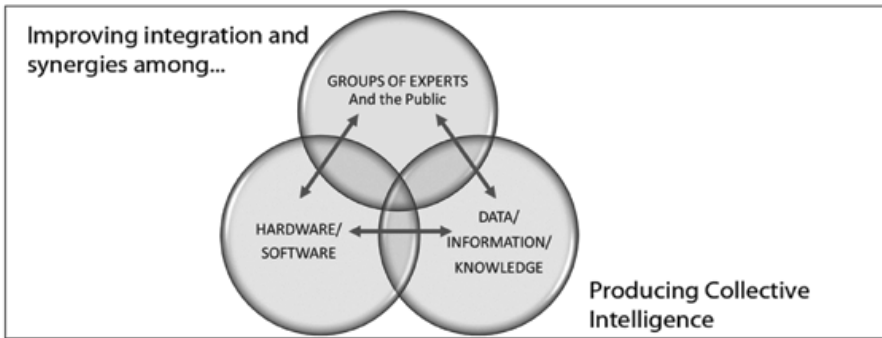 Improving integration and
synergies among...
GROUPS OF EXPERTS
And the Public
HARDWARE/
SOFTWARE
DATA/
INFORMATION/
KNOWLEDGE
Producing Collective
Intelligence